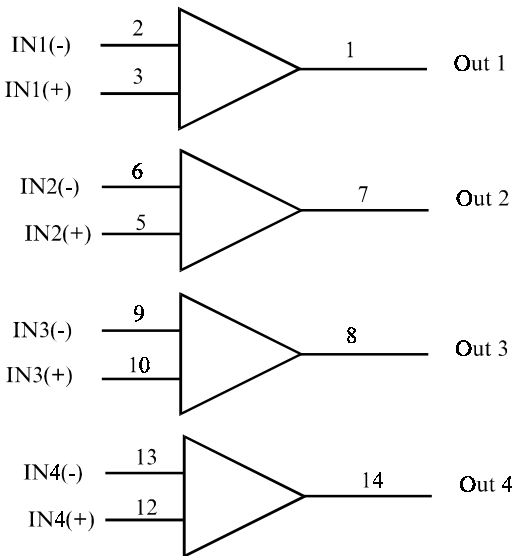 IN1(-) 2
1 Out 1
IN1(+) 3
IN2(-) 6
7 Out 2
IN2(+) 5
IN3(-) 9
8 Out 3
IN3(+) 10
IN4(-) 13
14 Out 4
IN4(+) 12